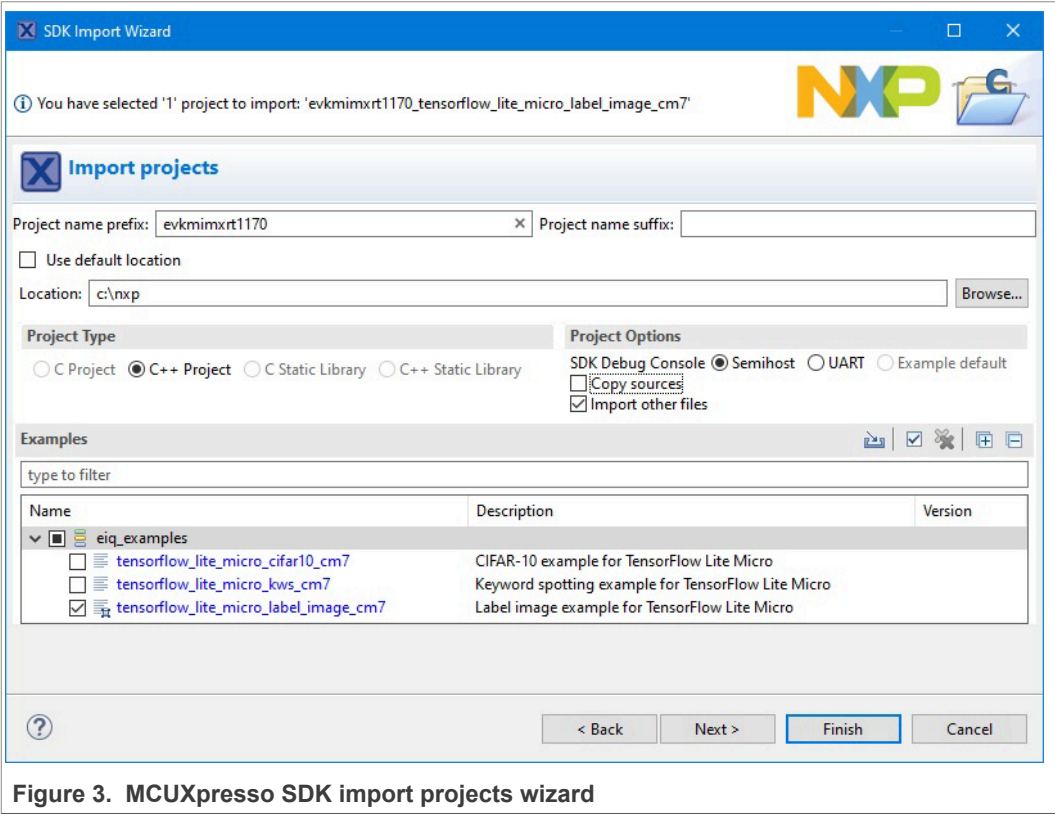 SDK Import Wizard
You have selected '1' project to import: 'evkmimxrt1170_tensorflow_lite_micro_label_image_cm7'
NXP
C
X
Import projects
Project name prefix: evkmimxrt1170 Project name suffix:
Use default location
Location: c:\nxp Browse...
Project Type Project Options
C Project C++ Project C Static Library C++ Static Library SDK Debug Console Semihost UART Example default
Copy sources
Import other files
Examples
type to filter
Name Description Version
eiq_examples
tensorflow_lite_micro_cifar10_cm7 CIFAR-10 example for TensorFlow Lite Micro
tensorflow_lite_micro_kws_cm7 Keyword spotting example for TensorFlow Lite Micro
tensorflow_lite_micro_label_image_cm7 Label image example for TensorFlow Lite Micro
? < Back Next > Finish Cancel
Figure 3. MCUXpresso SDK import projects wizard